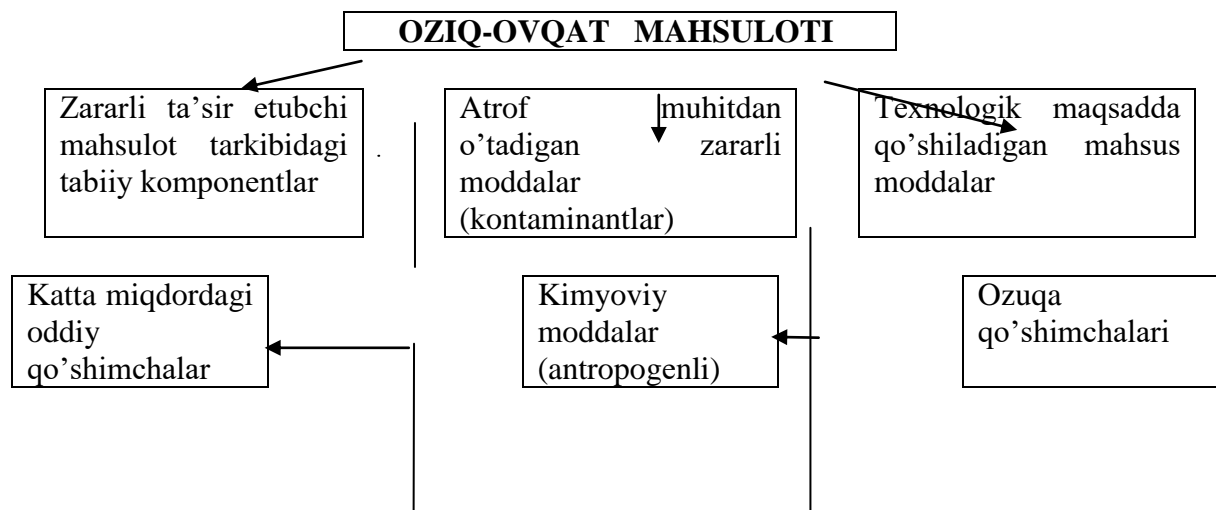 OZIQ-OVQAT MAHSULOTI
Zararli ta’sir etubchi
mahsulot tarkibidagi
tabiiy komponentlar
Atrof muhitdan
o’tadigan zararli
moddalar
(kontaminantlar)
Texnologik maqsadda
qo’shiladigan mahsus
moddalar
Katta miqdordagi
oddiy
qo’shimchalar
Kimyoviy
moddalar
(antropogenli)
Ozuqa
qo’shimchalari